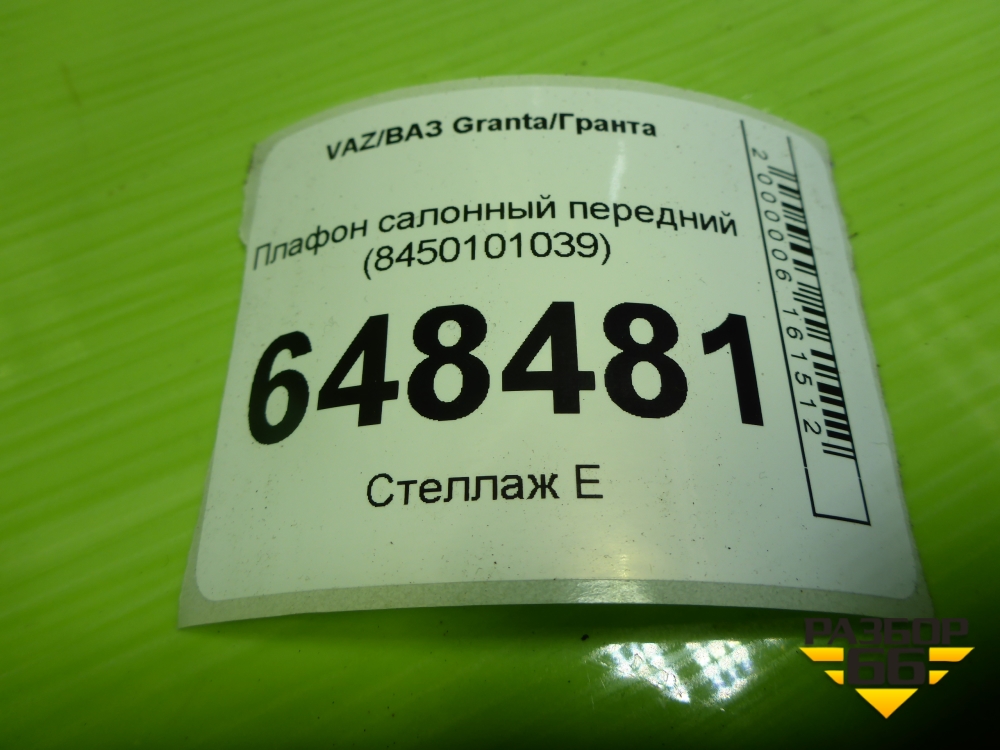 VAZ/ВАЗ Granta/Гранта
Плафон салонный передний
(8450101039)
648481
Стеллаж Е
2000006161512
РАЗБОР
66